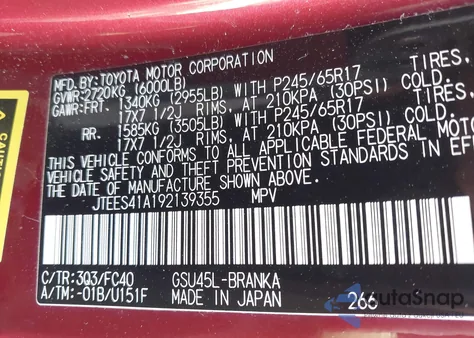 MFD.BY:TOYOTA MOTOR CORPORATION
GVWR:2720KG (6000LB)
GAWR:FRT. 1340KG (2955LB) WITH P245/65R17 TIRES,
17X7 1/2J RIMS, AT 210KPA (30PSI) COLD.
RR. 1585KG (3505LB) WITH P245/65R17 TIRES,
17X7 1/2J RIMS, AT 210KPA (30PSI) COLD.
THIS VEHICLE CONFORMS TO ALL APPLICABLE FEDERAL MOTOR
VEHICLE SAFETY AND THEFT PREVENTION STANDARDS IN
THE DATE OF MANUFACTURE SHOWN ABOVE.
JTEES41A192139355 MPV
C/TR:3Q3/FC40 GSU45L-BRANKA
A/TM:-01B/U151F MADE IN JAPAN 266
AutoSnap